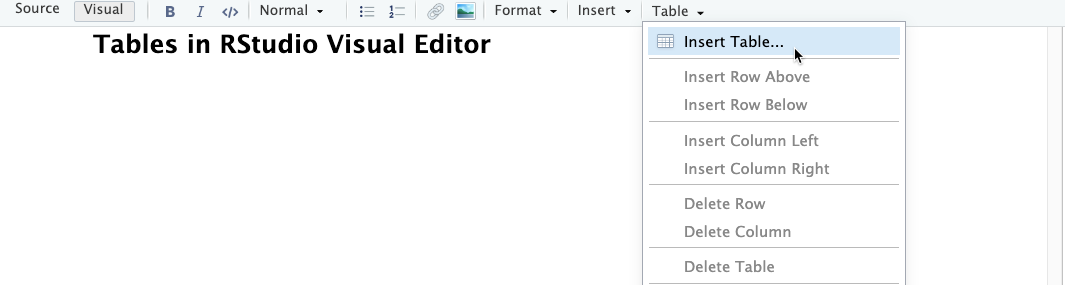 Source Visual B I </> Normal Format Insert Table
Tables in RStudio Visual Editor
Insert Table...
Insert Row Above
Insert Row Below
Insert Column Left
Insert Column Right
Delete Row
Delete Column
Delete Table